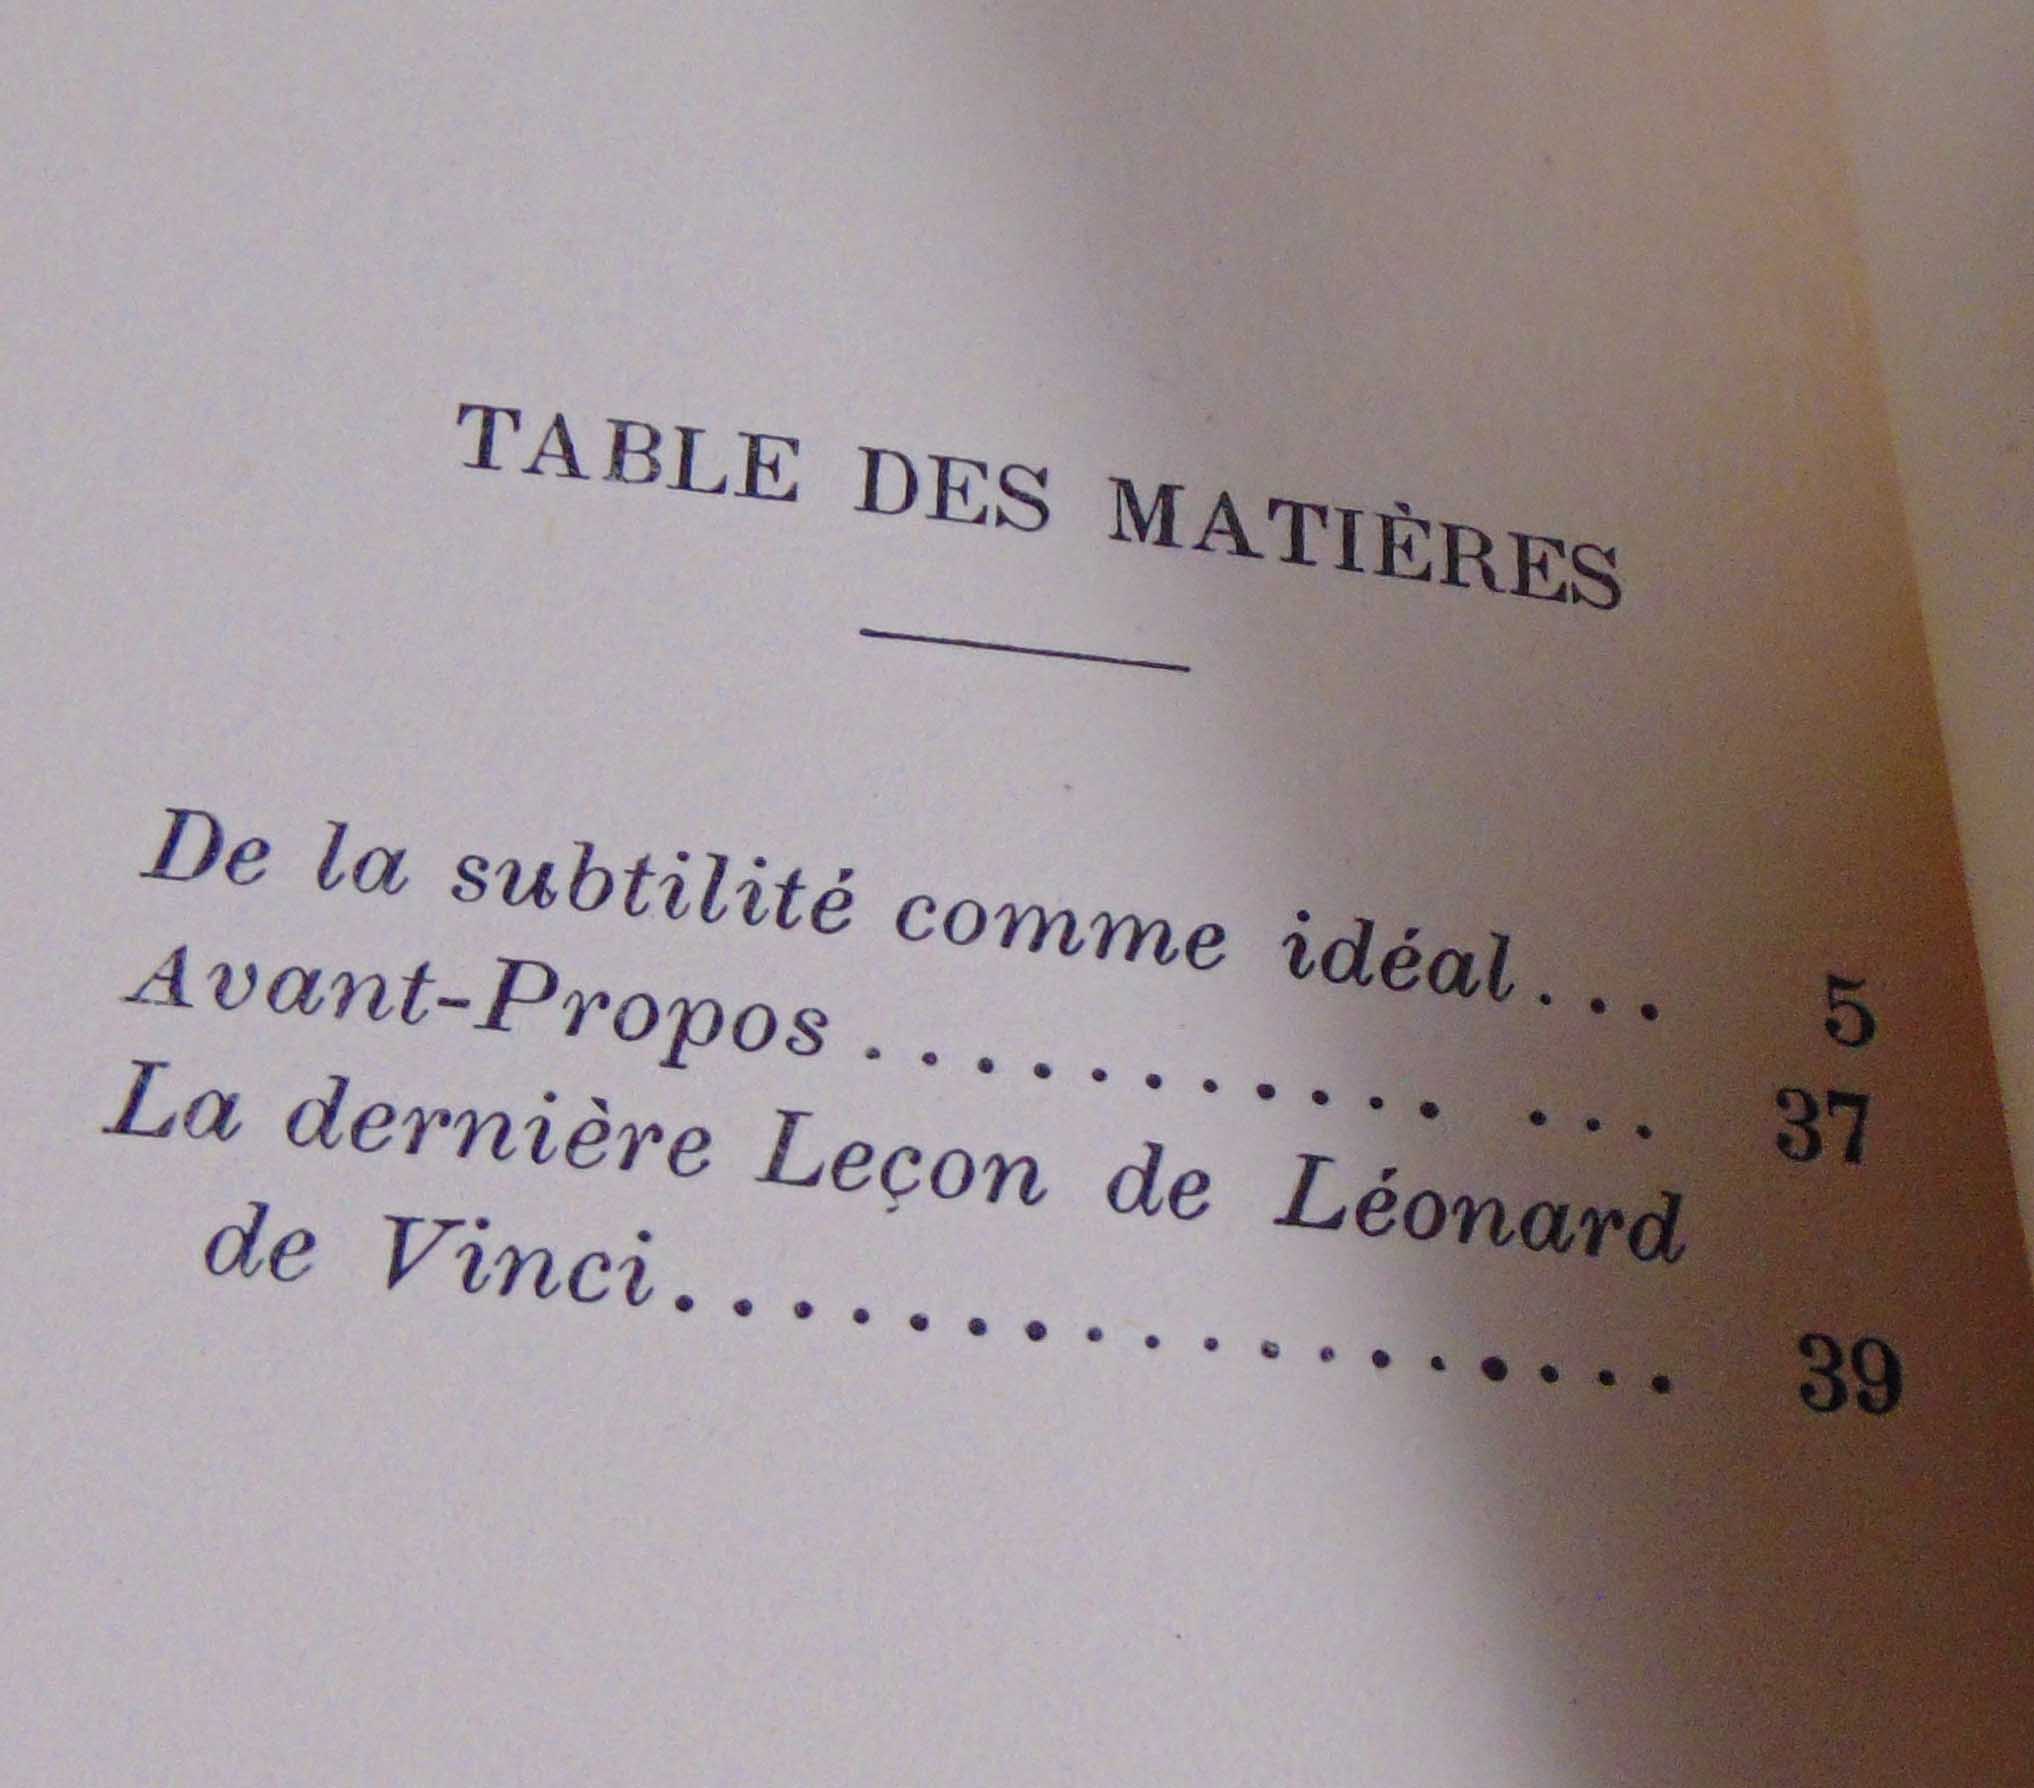 TABLE DES MATIÈRES
De la subtilité comme idéal... 5
Avant-Propos........... ... 37
La dernière Leçon de Léonard
de Vinci.................. 39